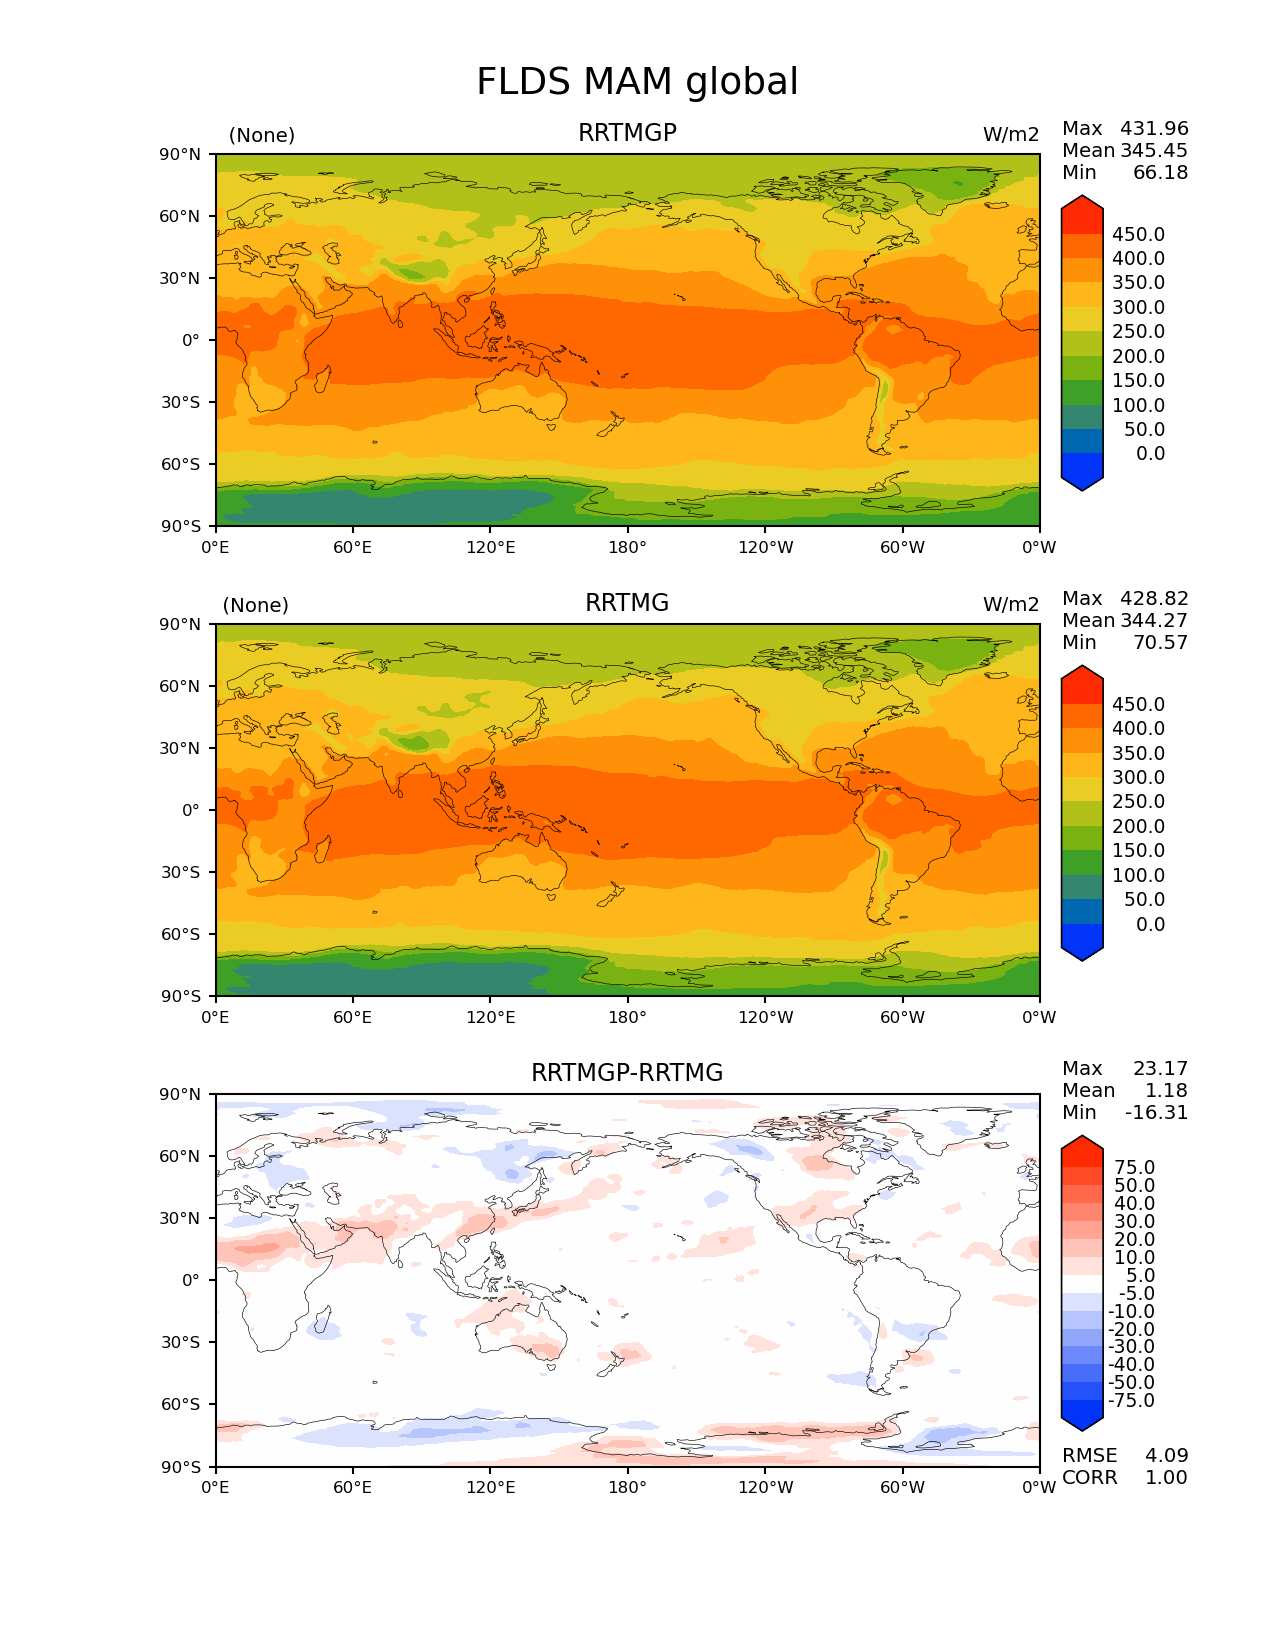 FLDS MAM global
(None) RRTMGP W/m2
Max 431.96
Mean 345.45
Min 66.18
90°N
60°N
30°N
0°
30°S
60°S
90°S
0°E 60°E 120°E 180° 120°W 60°W 0°W
450.0
400.0
350.0
300.0
250.0
200.0
150.0
100.0
50.0
0.0
(None) RRTMG W/m2
Max 428.82
Mean 344.27
Min 70.57
90°N
60°N
30°N
0°
30°S
60°S
90°S
0°E 60°E 120°E 180° 120°W 60°W 0°W
450.0
400.0
350.0
300.0
250.0
200.0
150.0
100.0
50.0
0.0
RRTMGP-RRTMG
Max 23.17
Mean 1.18
Min -16.31
90°N
60°N
30°N
0°
30°S
60°S
90°S
0°E 60°E 120°E 180° 120°W 60°W 0°W
75.0
50.0
40.0
30.0
20.0
10.0
5.0
-5.0
-10.0
-20.0
-30.0
-40.0
-50.0
-75.0
RMSE 4.09
CORR 1.00